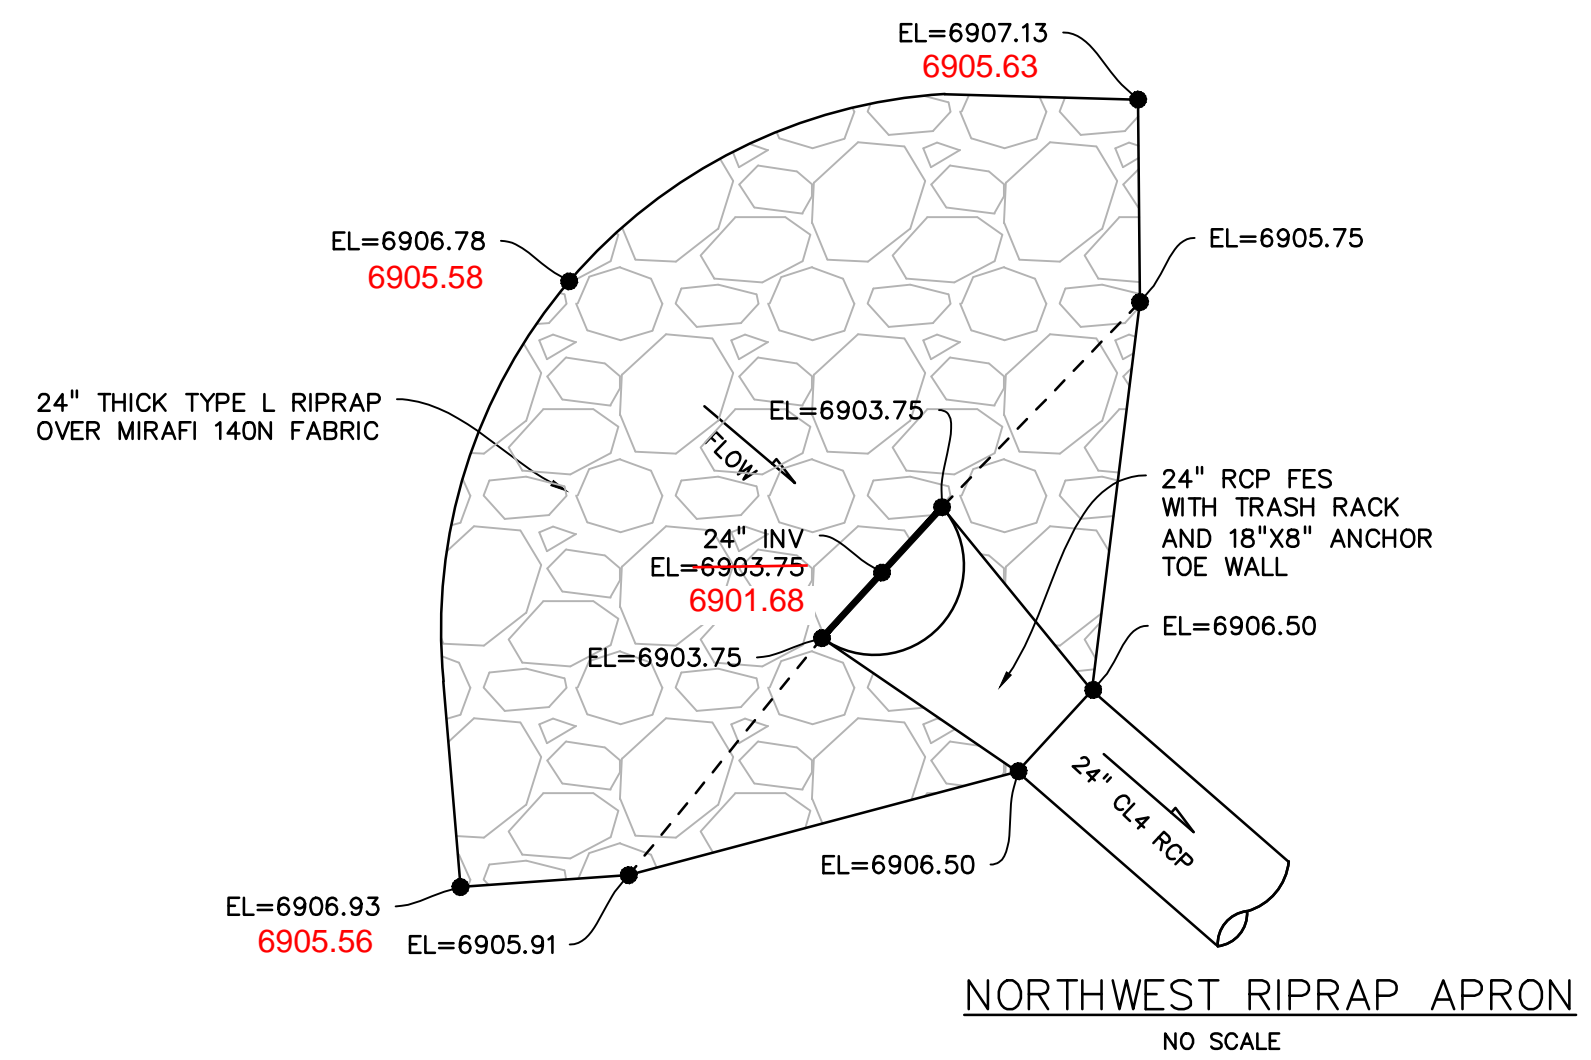 EL=6907.13
6905.63
EL=6906.78
6905.58
EL=6905.75
24" THICK TYPE L RIPRAP
OVER MIRAFI 140N FABRIC
EL=6903.75
FLOW
24" RCP FES
WITH TRASH RACK
AND 18"X8" ANCHOR
TOE WALL
24" INV
EL=6903.75
6901.68
EL=6903.75
EL=6906.50
24" CL4 RCP
EL=6906.50
EL=6906.93
6905.56
EL=6905.91
NORTHWEST RIPRAP APRON
NO SCALE